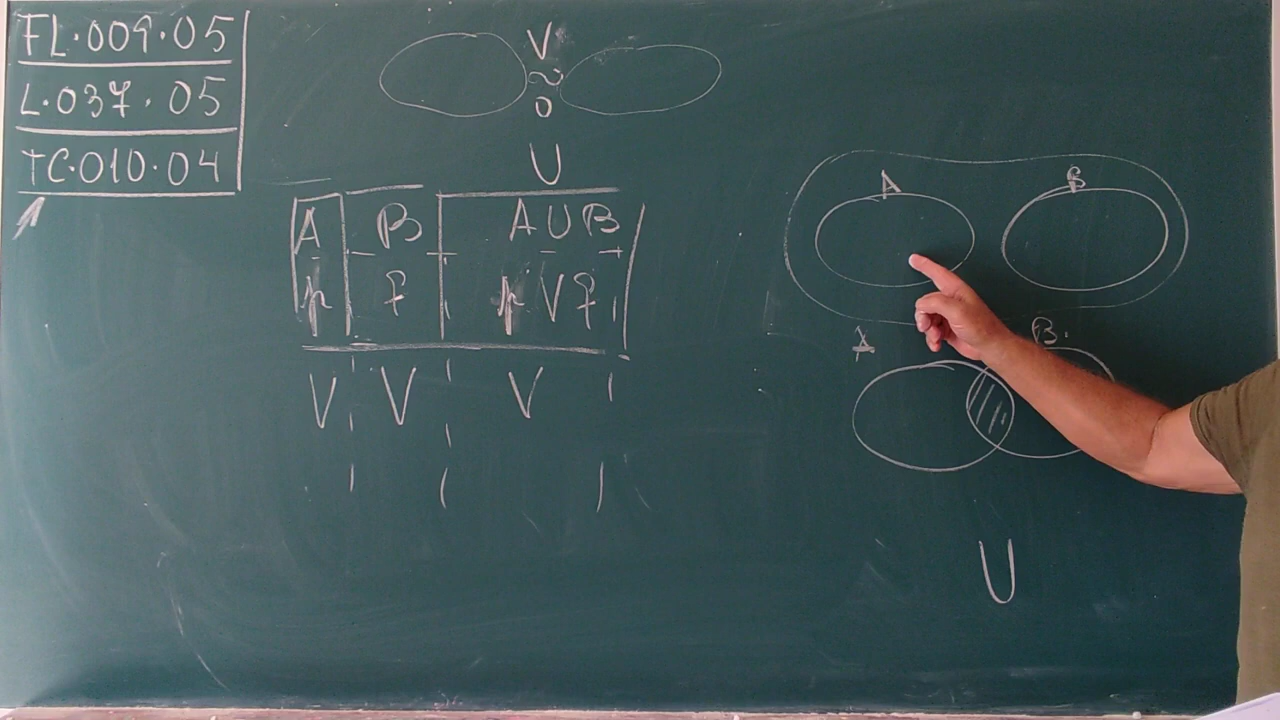 FL.009.05
L.037.05
TC.010.04
V
~
o
U
A B A U B
p q p V q
V V V
A B
A B
U